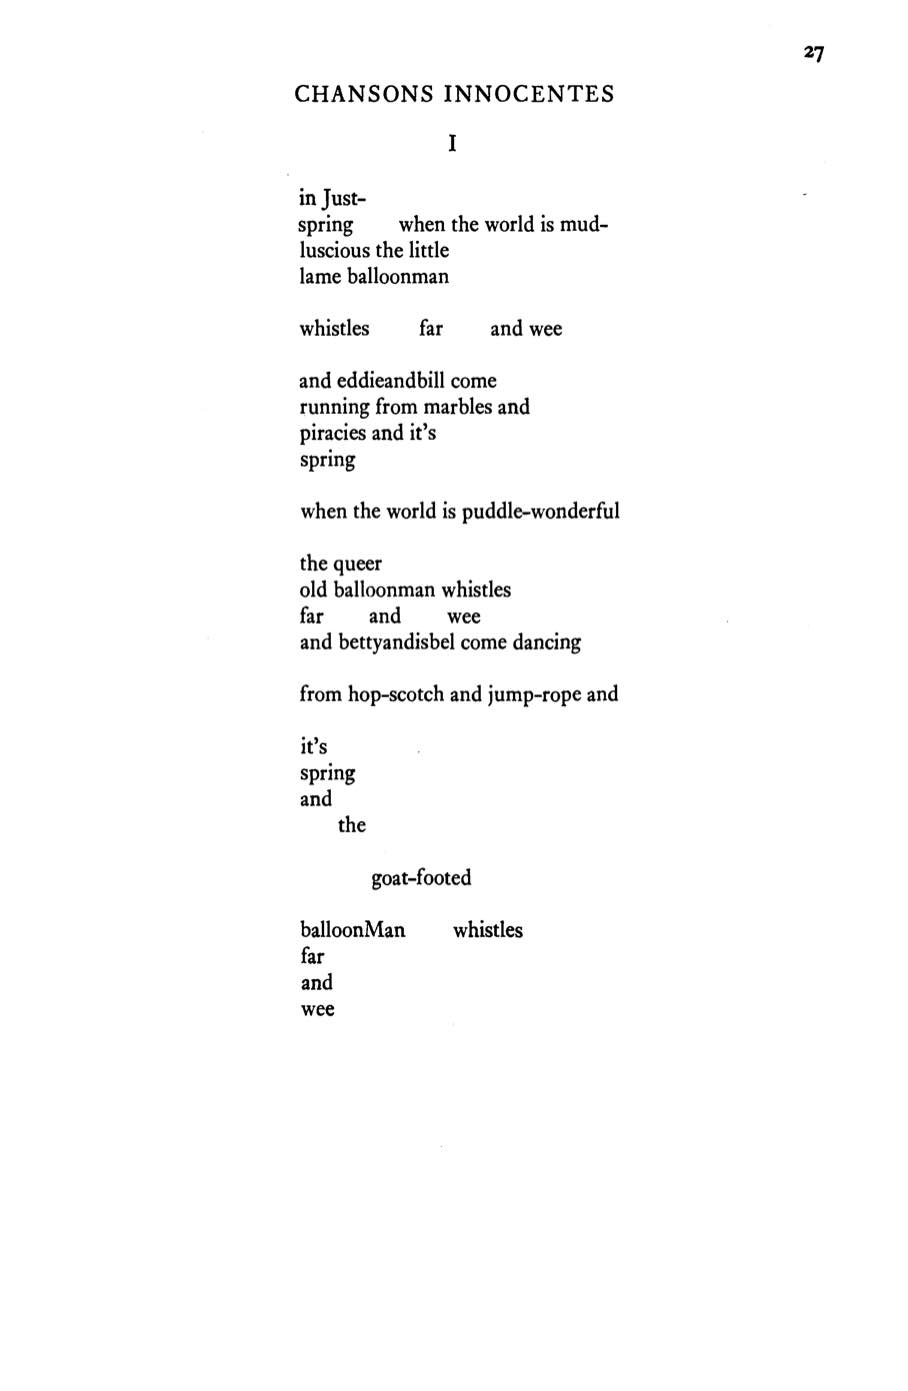 27
CHANSONS INNOCENTES
I
in Just-
spring          when the world is mud-
luscious the little
lame balloonman

whistles          far          and wee

and eddieandbill come
running from marbles and
piracies and it's
spring

when the world is puddle-wonderful

the queer
old balloonman whistles
far          and          wee
and bettyandisbel come dancing

from hop-scotch and jump-rope and

it's
spring
and
        the

                goat-footed

balloonMan          whistles
far
and
wee